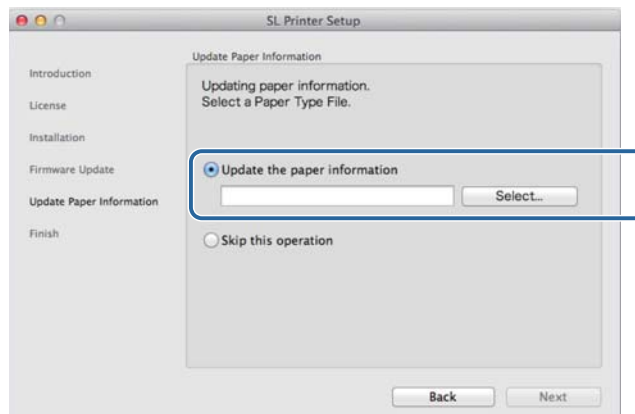 SL Printer Setup
Introduction
License
Installation
Firmware Update
Update Paper Information
Finish
Update Paper Information
Updating paper information.
Select a Paper Type File.
Update the paper information
Select...
Skip this operation
Back
Next